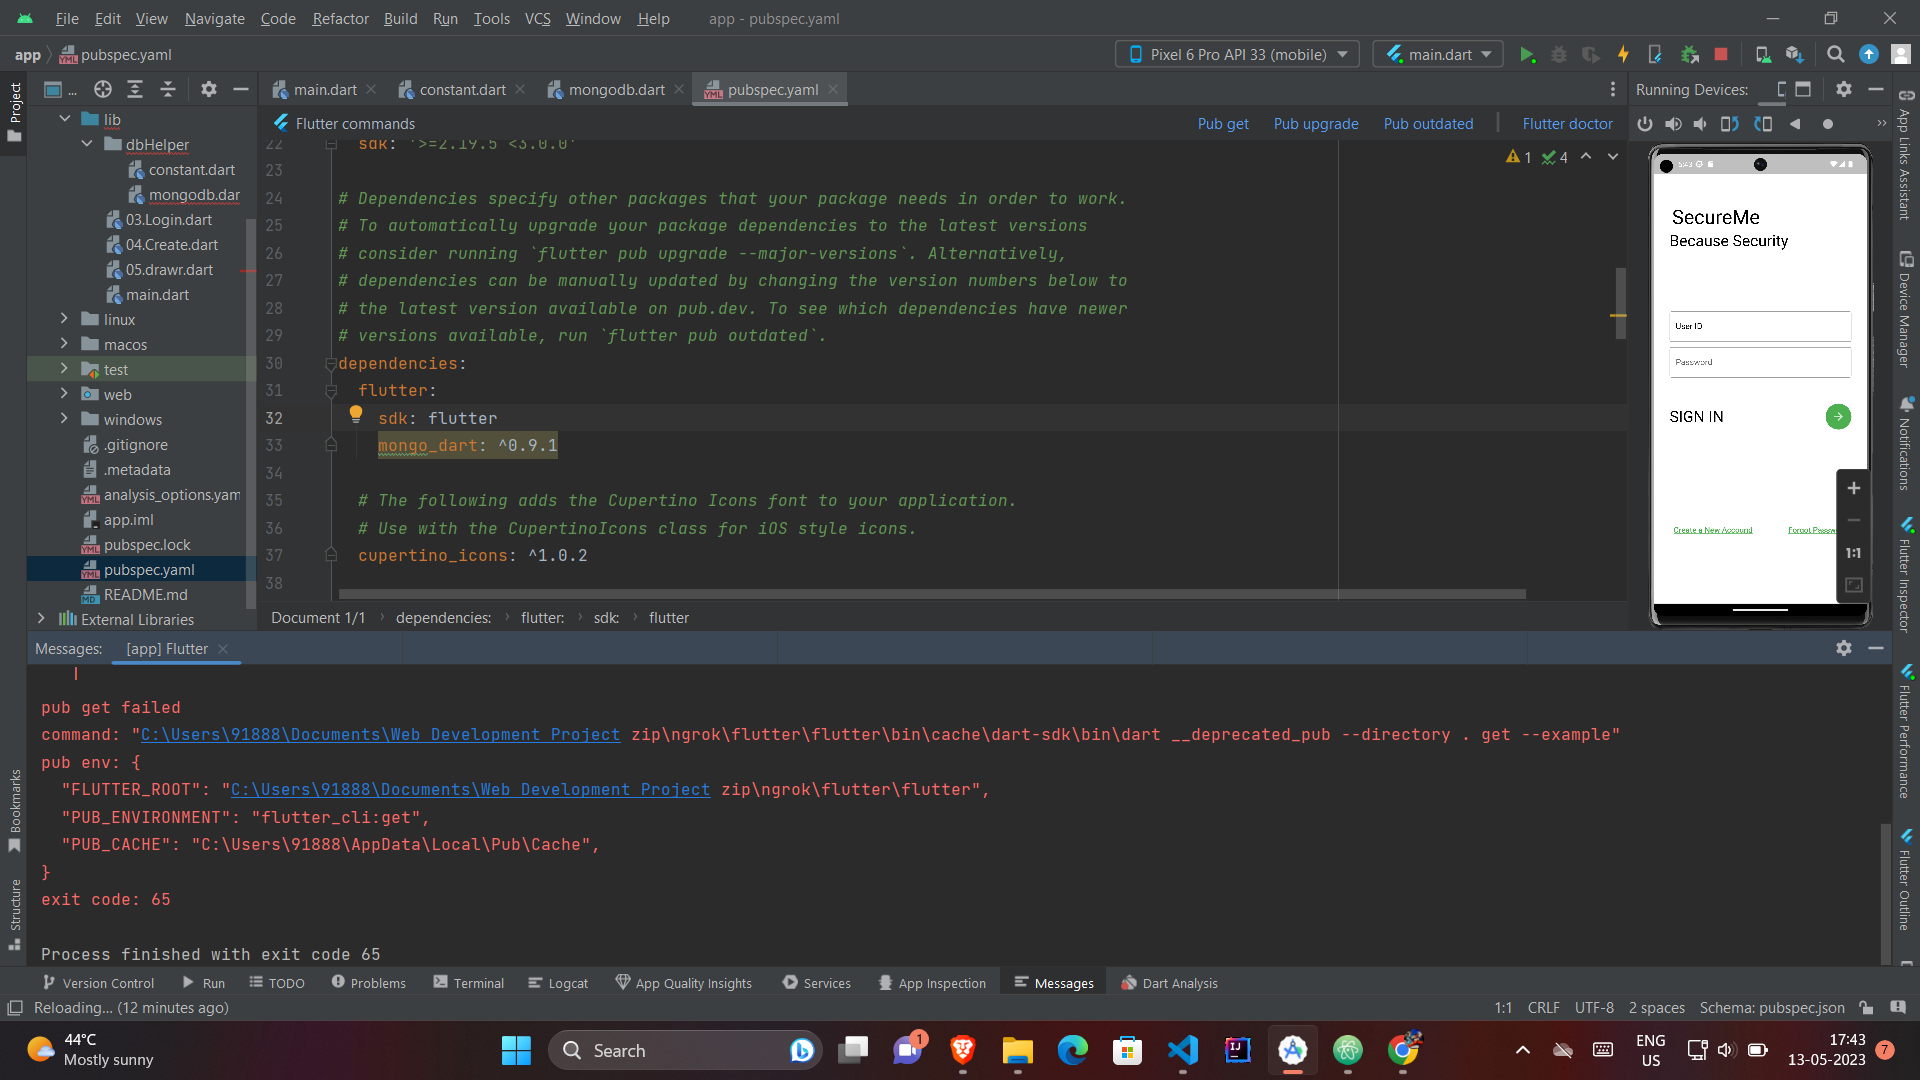 File Edit View Navigate Code Refactor Build Run Tools VCS Window Help app - pubspec.yaml
app pubspec.yaml Pixel 6 Pro API 33 (mobile) main.dart
Project ... main.dart constant.dart mongodb.dart pubspec.yaml Running Devices:
Flutter commands Pub get Pub upgrade Pub outdated Flutter doctor
lib
dbHelper
constant.dart
mongodb.dar
03.Login.dart
04.Create.dart
05.drawr.dart
main.dart
linux
macos
test
web
windows
.gitignore
.metadata
analysis_options.yam
app.iml
pubspec.lock
pubspec.yaml
README.md
External Libraries
22 sdk: '>=2.19.5 <3.0.0'
1 4
23
24 # Dependencies specify other packages that your package needs in order to work.
25 # To automatically upgrade your package dependencies to the latest versions
26 # consider running `flutter pub upgrade --major-versions`. Alternatively,
27 # dependencies can be manually updated by changing the version numbers below to
28 # the latest version available on pub.dev. To see which dependencies have newer
29 # versions available, run `flutter pub outdated`.
30 dependencies:
31 flutter:
32 sdk: flutter
33 mongo_dart: ^0.9.1
34
35 # The following adds the Cupertino Icons font to your application.
36 # Use with the CupertinoIcons class for iOS style icons.
37 cupertino_icons: ^1.0.2
38
Document 1/1 dependencies: flutter: sdk: flutter
5:43
SecureMe
Because Security
User ID
Password
SIGN IN
Create a New Accound Forgot Passw
1:1
App Links Assistant
Device Manager
Notifications
Flutter Inspector
Flutter Performance
Flutter Outline
Bookmarks
Structure
Messages: [app] Flutter
|
pub get failed
command: "C:\Users\91888\Documents\Web Development Project zip\ngrok\flutter\flutter\bin\cache\dart-sdk\bin\dart __deprecated_pub --directory . get --example"
pub env: {
"FLUTTER_ROOT": "C:\Users\91888\Documents\Web Development Project zip\ngrok\flutter\flutter",
"PUB_ENVIRONMENT": "flutter_cli:get",
"PUB_CACHE": "C:\Users\91888\AppData\Local\Pub\Cache",
}
exit code: 65
Process finished with exit code 65
Version Control Run TODO Problems Terminal Logcat App Quality Insights Services App Inspection Messages Dart Analysis
Reloading... (12 minutes ago) 1:1 CRLF UTF-8 2 spaces Schema: pubspec.json
44°C
Mostly sunny
Search
1
ENG
US
17:43
13-05-2023
7